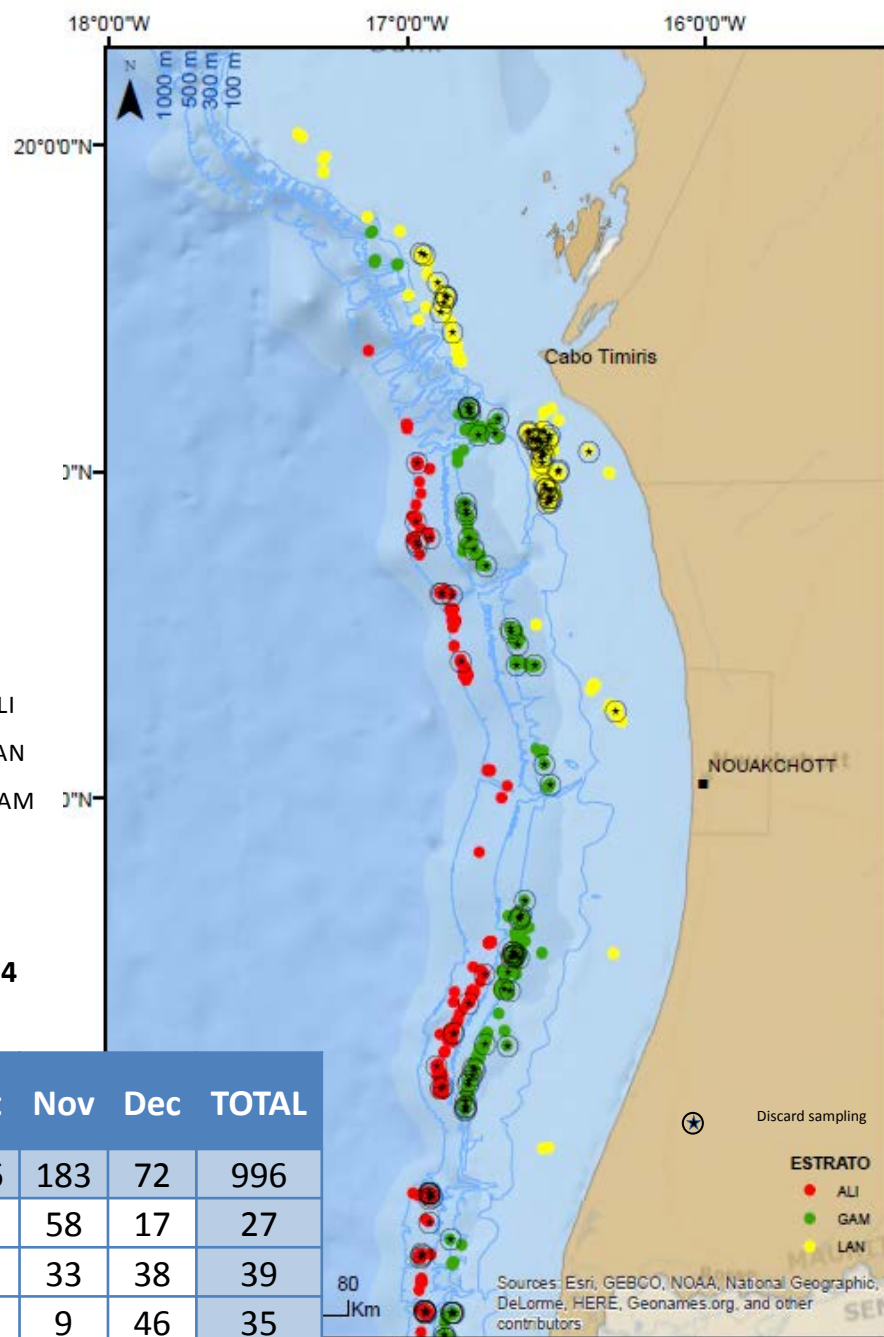 18°0'0"W 17°0'0"W 16°0'0"W
N
1000 m
500 m
300 m
100 m
20°0'0"N
Cabo Timiris
0"N
LI
AN
AM
NOUAKCHOTT
0"N
4
Nov Dec TOTAL
183 72 996
58 17 27
33 38 39
9 46 35
Discard sampling
ESTRATO
ALI
GAM
LAN
80
Km
Sources: Esri, GEBCO, NOAA, National Geographic,
DeLorme, HERE, Geonames.org, and other
contributors